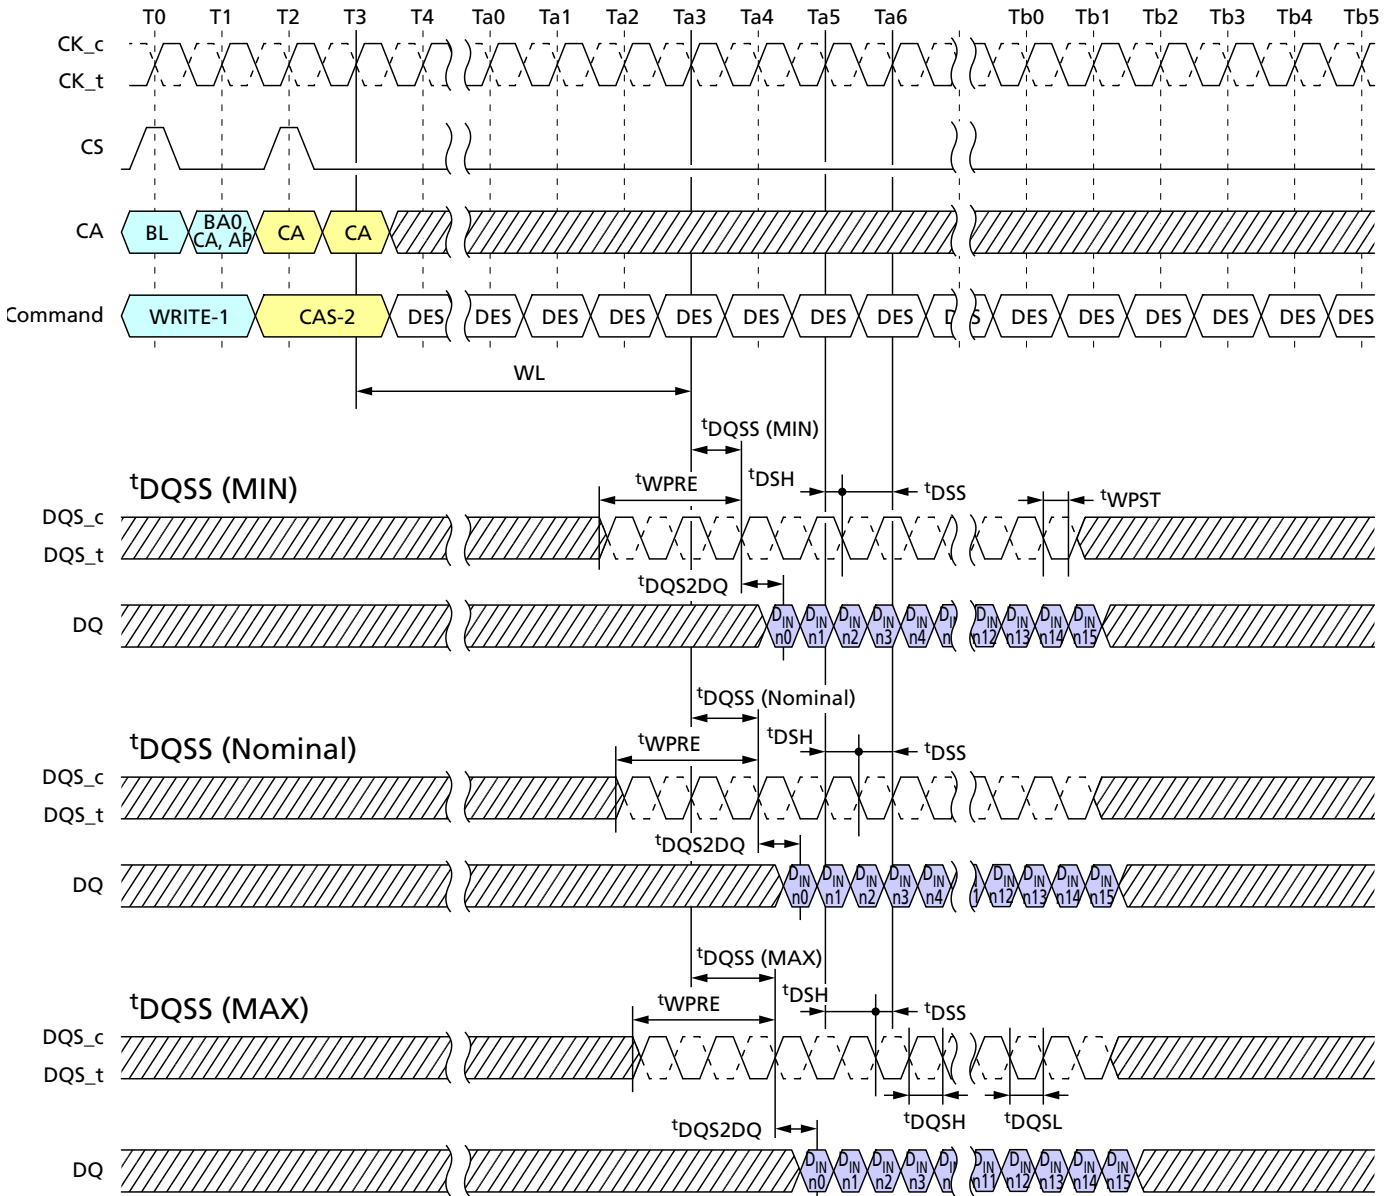 T0 T1 T2 T3 T4 Ta0 Ta1 Ta2 Ta3 Ta4 Ta5 Ta6 Tb0 Tb1 Tb2 Tb3 Tb4 Tb5
CK_c
CK_t
CS
CA BL BA0, CA, AP CA CA
Command WRITE-1 CAS-2 DES DES DES DES DES DES DES DES DES DES DES DES DES
WL
tDQSS (MIN)
tDQSS (MIN) tWPRE tDSH tDSS tWPST
DQS_c
DQS_t
tDQS2DQ
DQ DIN n0 DIN n1 DIN n2 DIN n3 DIN n4 DIN n12 DIN n13 DIN n14 DIN n15
tDQSS (Nominal)
tDQSS (Nominal) tWPRE tDSH tDSS
DQS_c
DQS_t
tDQS2DQ
DQ DIN n0 DIN n1 DIN n2 DIN n3 DIN n4 DIN n12 DIN n13 DIN n14 DIN n15
tDQSS (MAX)
tDQSS (MAX) tWPRE tDSH tDSS
DQS_c
DQS_t
tDQSH tDQSL
tDQS2DQ
DQ DIN n0 DIN n1 DIN n2 DIN n3 DIN n11 DIN n12 DIN n13 DIN n14 DIN n15